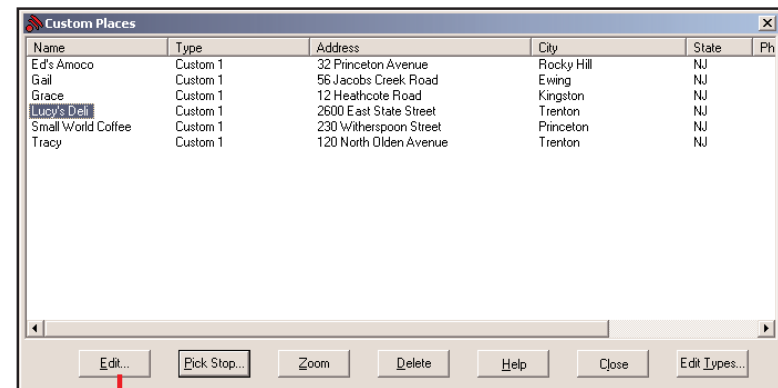 Custom Places
Name Type Address City State Ph
Ed's Amoco Custom 1 32 Princeton Avenue Rocky Hill NJ
Gail Custom 1 56 Jacobs Creek Road Ewing NJ
Grace Custom 1 12 Heathcote Road Kingston NJ
Lucy's Deli Custom 1 2600 East State Street Trenton NJ
Small World Coffee Custom 1 230 Witherspoon Street Princeton NJ
Tracy Custom 1 120 North Olden Avenue Trenton NJ
Edit... Pick Stop... Zoom Delete Help Close Edit Types...